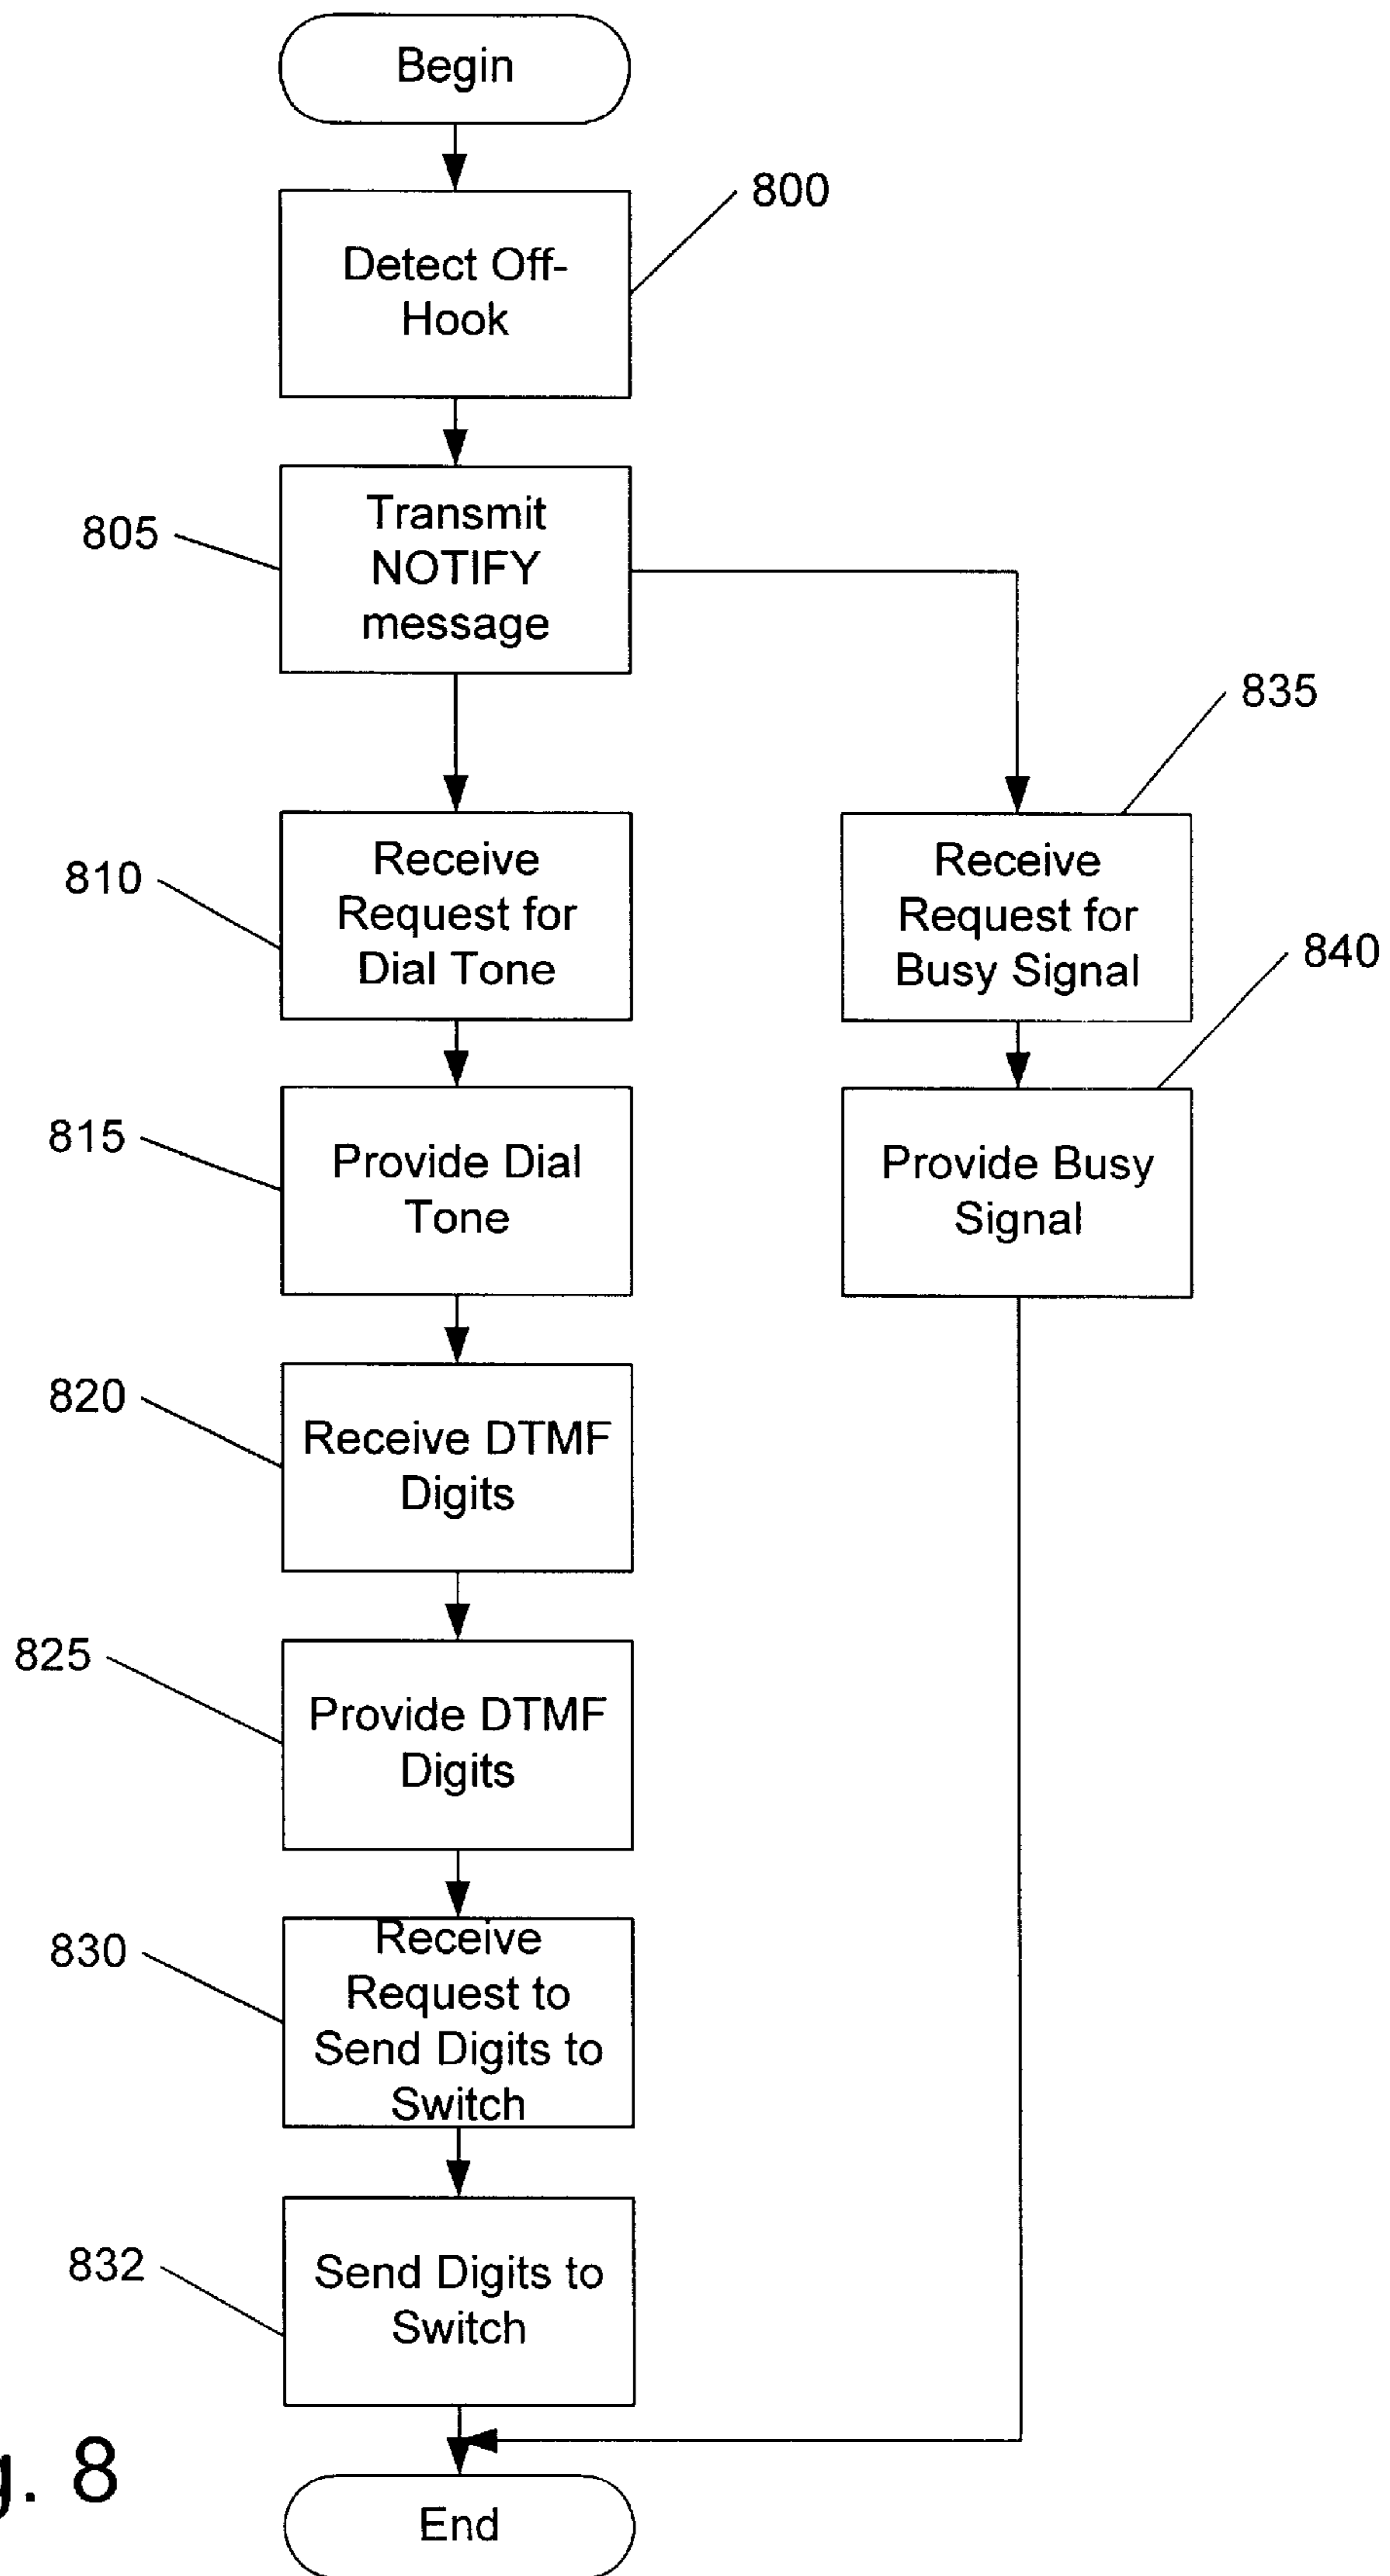 Begin
800
Detect Off-
Hook
805
Transmit
NOTIFY
message
835
810
Receive
Request for
Dial Tone
Receive
Request for
Busy Signal
840
815
Provide Dial
Tone
Provide Busy
Signal
820
Receive DTMF
Digits
825
Provide DTMF
Digits
830
Receive
Request to
Send Digits to
Switch
832
Send Digits to
Switch
g. 8
End